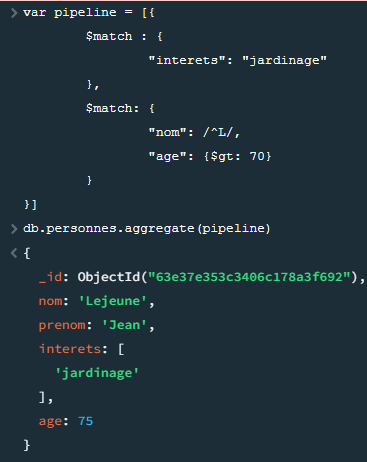 var pipeline = [{
$match : {
"interets": "jardinage"
},
$match: {
"nom": /^L/,
"age": {$gt: 70}
}
}]
db.personnes.aggregate(pipeline)
{
_id: ObjectId("63e37e353c3406c178a3f692"),
nom: 'Lejeune',
prenom: 'Jean',
interets: [
'jardinage'
],
age: 75
}